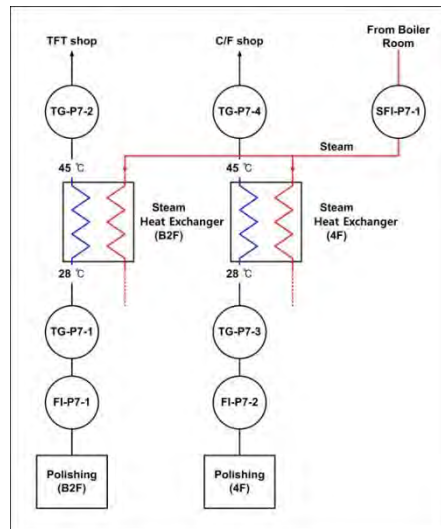 From Boiler
Room
TFT shop
C/F shop
TG-P7-2
TG-P7-4
SFI-P7-1
Steam
45 ℃
45 ℃
Steam
Heat Exchanger
(B2F)
Steam
Heat Exchanger
(4F)
28 ℃
28 ℃
TG-P7-1
TG-P7-3
FI-P7-1
FI-P7-2
Polishing
(B2F)
Polishing
(4F)